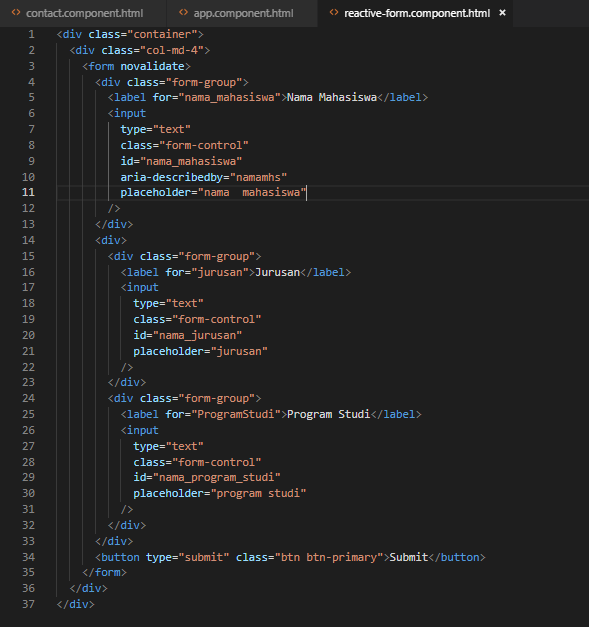 contact.component.html app.component.html reactive-form.component.html ×
1 <div class="container">
2 <div class="col-md-4">
3 <form novalidate>
4 <div class="form-group">
5 <label for="nama_mahasiswa">Nama Mahasiswa</label>
6 <input
7 type="text"
8 class="form-control"
9 id="nama_mahasiswa"
10 aria-describedby="namamhs"
11 placeholder="nama  mahasiswa"
12 />
13 </div>
14 <div>
15 <div class="form-group">
16 <label for="jurusan">Jurusan</label>
17 <input
18 type="text"
19 class="form-control"
20 id="nama_jurusan"
21 placeholder="jurusan"
22 />
23 </div>
24 <div class="form-group">
25 <label for="ProgramStudi">Program Studi</label>
26 <input
27 type="text"
28 class="form-control"
29 id="nama_program_studi"
30 placeholder="program studi"
31 />
32 </div>
33 </div>
34 <button type="submit" class="btn btn-primary">Submit</button>
35 </form>
36 </div>
37 </div>